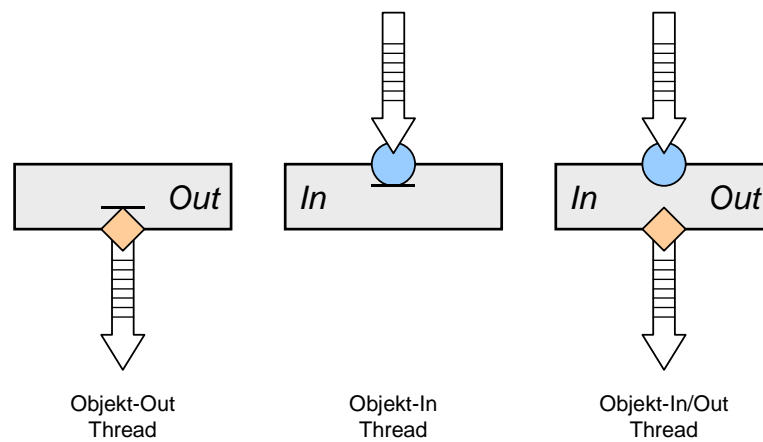 Out
In
In
Out
Objekt-Out
Thread
Objekt-In
Thread
Objekt-In/Out
Thread